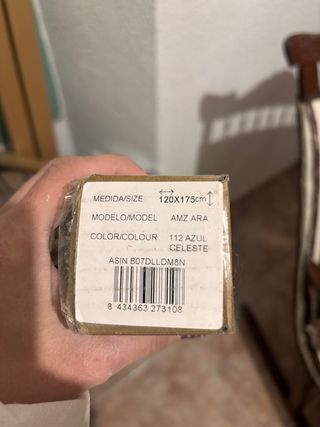 MEDIDA/SIZE 120X175cm
MODELO/MODEL AMZ ARA
COLOR/COLOUR 112 AZUL
CELESTE
ASIN B07DLLDM8N
8 434363 273108